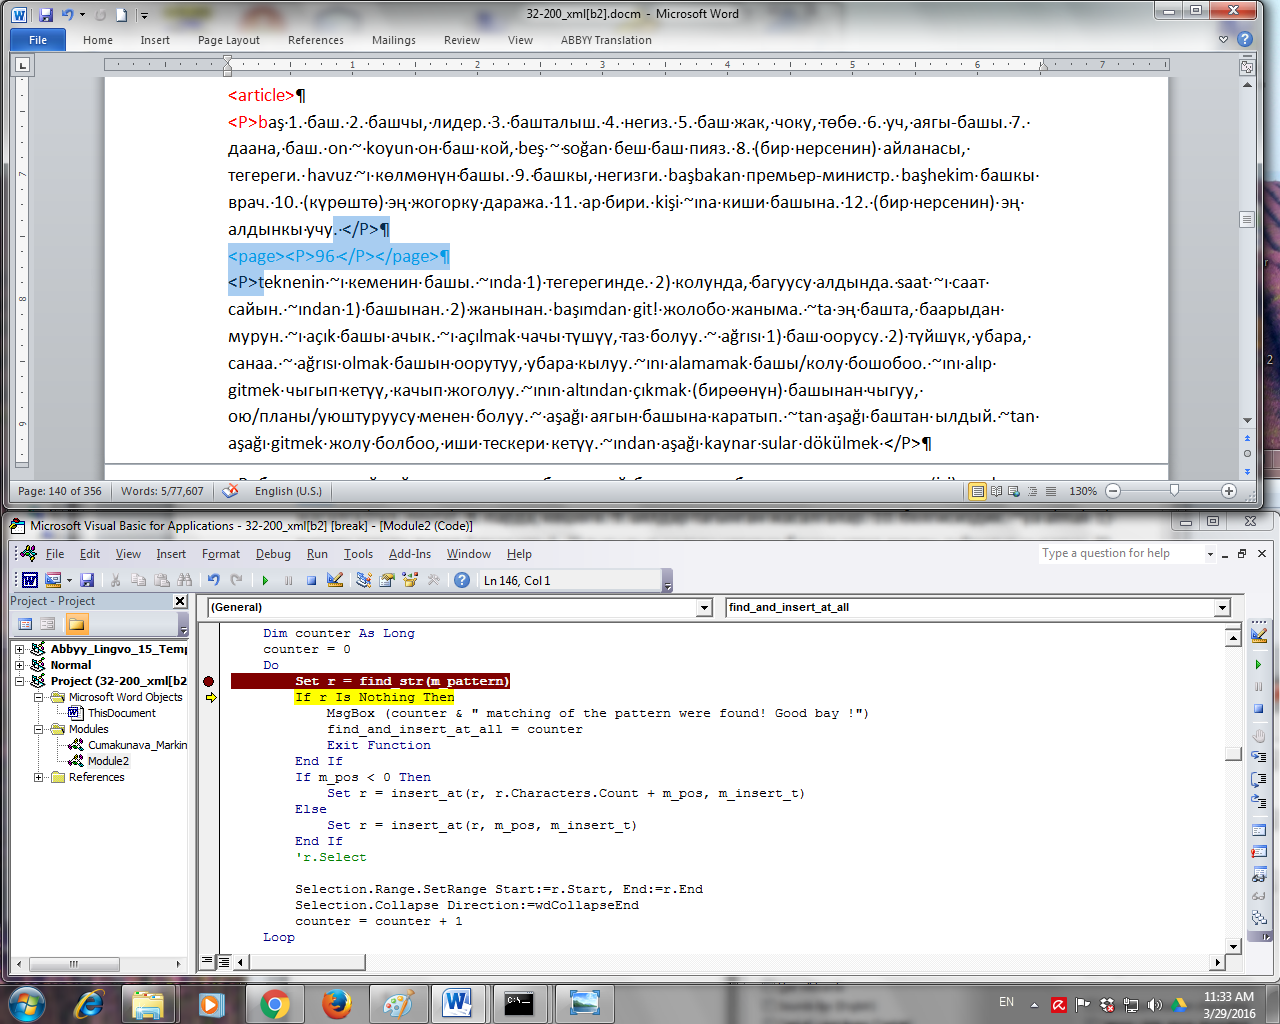 32-200_xml[b2].docm - Microsoft Word
File Home Insert Page Layout References Mailings Review View ABBYY Translation
1 2 3 4 5 6 7
<article>¶
<P>baş·1.·баш.·2.·башчы,·лидер.·3.·башталыш.·4.·негиз.·5.·баш·жак,·чоку,·төбө.·6.·уч,·аягы-башы.·7.·
даана,·баш.·on·~·koyun·он·баш·кой,·beş·~·soğan·беш·баш·пияз.·8.·(бир·нерсенин)·айланасы,·
тегереги.·havuz·~ı·көлмөнүн·башы.·9.·башкы,·негизги.·başbakan·премьер-министр.·başhekim·башкы·
врач.·10.·(күрөштө)·эң·жогорку·даража.·11.·ар·бири.·kişi·~ına·киши·башына.·12.·(бир·нерсенин)·эң·
алдынкы·учу.·</P>¶
<page><P>96·</P></page>¶
<P>teknenin·~ı·кеменин·башы.·~ında·1)·тегерегинде.·2)·колунда,·багуусу·алдында.·saat·~ı·саат·
сайын.·~ından·1)·башынан.·2)·жанынан.·başımdan·git!·жолобо·жаныма.·~ta·эң·башта,·баарыдан·
мурун.·~ı·açık·башы·ачык.·~ı·açılmak·чачы·түшүү,·таз·болуу.·~·ağrısı·1)·баш·оорусу.·2)·түйшүк,·убара,·
санаа.·~·ağrısı·olmak·башын·оорутуу,·убара·кылуу.·~ını·alamamak·башы/колу·бошобоо.·~ını·alıp·
gitmek·чыгып·кетүү,·качып·жоголуу.·~ının·altından·çıkmak·(бирөөнүн)·башынан·чыгуу,·
ою/планы/уюштуруусу·менен·болуу.·~·aşağı·аягын·башына·каратып.·~tan·aşağı·баштан·ылдый.·~tan·
aşağı·gitmek·жолу·болбоо,·иши·тескери·кетүү.·~ından·aşağı·kaynar·sular·dökülmek·</P>¶
Page: 140 of 356 Words: 5/77,607 English (U.S.) 130%
Microsoft Visual Basic for Applications - 32-200_xml[b2] [break] - [Module2 (Code)]
File Edit View Insert Format Debug Run Tools Add-Ins Window Help Type a question for help
Ln 146, Col 1
Project - Project
(General) find_and_insert_at_all
Abbyy_Lingvo_15_Temp
Normal
Project (32-200_xml[b2
Microsoft Word Objects
ThisDocument
Modules
Cumakunava_Markin
Module2
References
Dim counter As Long
counter = 0
Do
Set r = find_str(m_pattern)
If r Is Nothing Then
MsgBox (counter & " matching of the pattern were found! Good bay !")
find_and_insert_at_all = counter
Exit Function
End If
If m_pos < 0 Then
Set r = insert_at(r, r.Characters.Count + m_pos, m_insert_t)
Else
Set r = insert_at(r, m_pos, m_insert_t)
End If
'r.Select
Selection.Range.SetRange Start:=r.Start, End:=r.End
Selection.Collapse Direction:=wdCollapseEnd
counter = counter + 1
Loop
EN
11:33 AM
3/29/2016